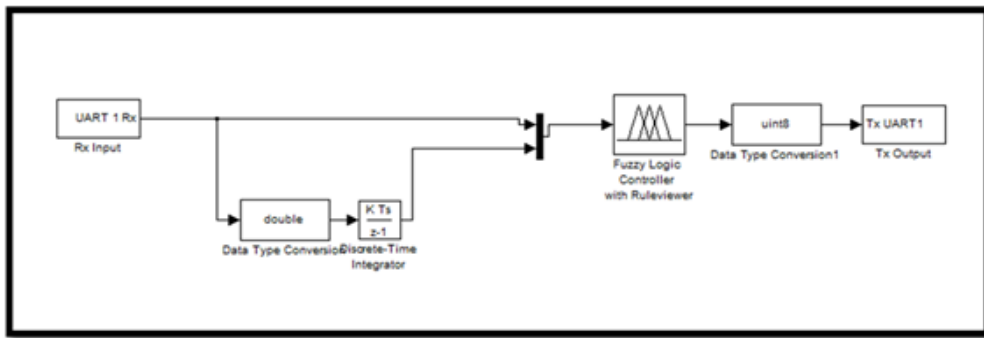 UART 1 Rx
Rx Input
Fuzzy Logic
Controller
with Ruleviewer
uint8
Data Type Conversion1
Tx UART1
Tx Output
double
Data Type Conversion
K Ts
z-1
Discrete-Time
Integrator